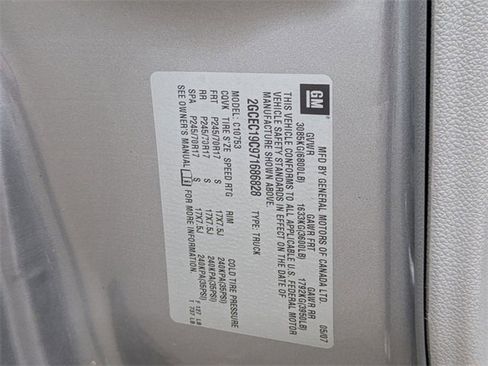 GM
MFD BY GENERAL MOTORS OF CANADA LTD 05/07
GVWR GAWR FRT GAWR RR
3085KG(6800LB) 1633KG(3600LB) 1792KG(3950LB)
THIS VEHICLE CONFORMS TO ALL APPLICABLE U.S. FEDERAL MOTOR
VEHICLE SAFETY STANDARDS IN EFFECT ON THE DATE OF
MANUFACTURE SHOWN ABOVE.
2GCEC19C971686828 TYPE: TRUCK
MODEL: C10753
TIRE SIZE SPEED RTG RIM COLD TIRE PRESSURE
FRT P245/70R17 S 17X7.5J 240KPA(35PSI)
RR P245/70R17 S 17X7.5J 240KPA(35PSI)
SPA P245/70R17 S 17X7.5J 240KPA(35PSI)
SEE OWNER'S MANUAL FOR MORE INFORMATION.